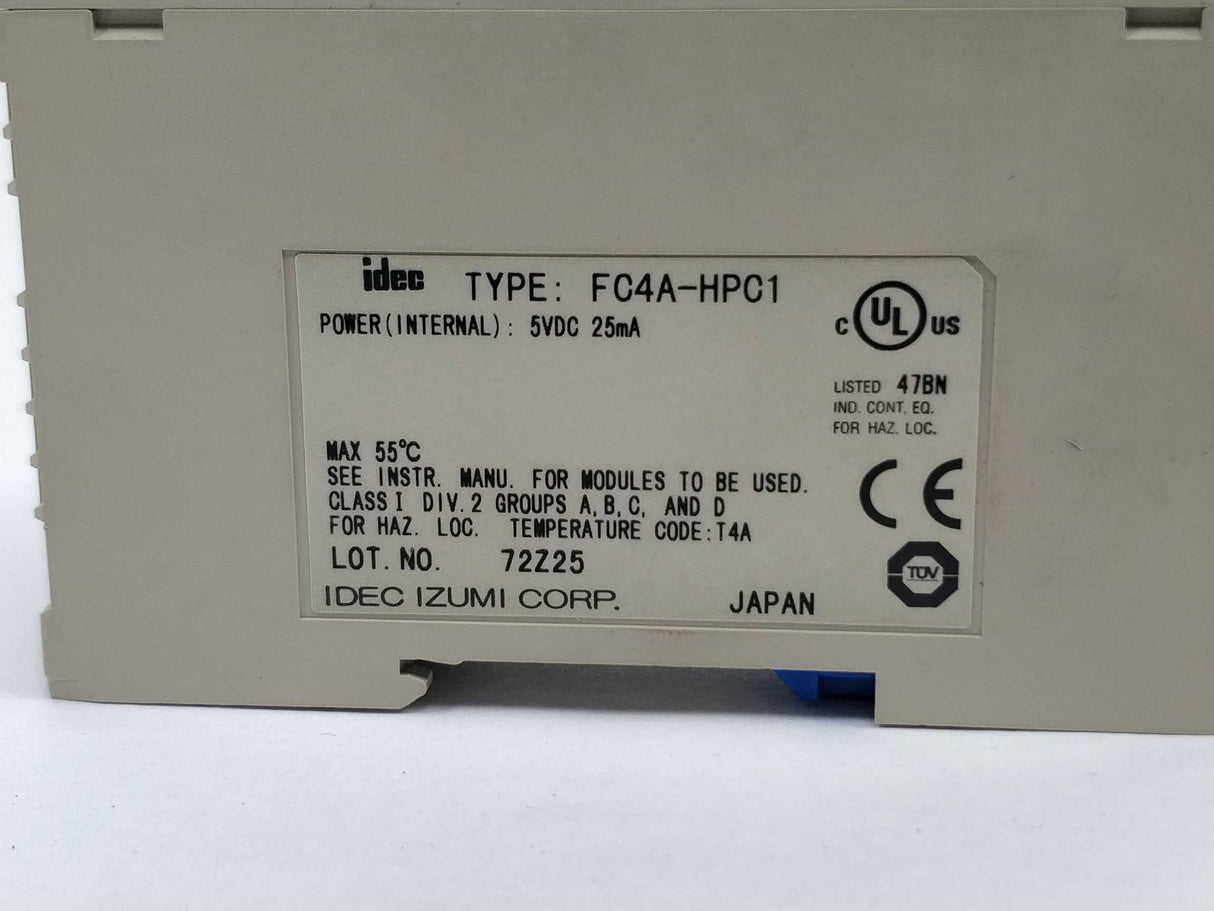 idec TYPE: FC4A-HPC1
POWER(INTERNAL): 5VDC 25mA
C UL US
LISTED 47BN
IND. CONT. EQ.
FOR HAZ. LOC.
MAX 55°C
SEE INSTR. MANU. FOR MODULES TO BE USED.
CLASS I DIV. 2 GROUPS A, B, C, AND D
FOR HAZ. LOC. TEMPERATURE CODE:T4A
CE
LOT. NO. 72Z25
TÜV
IDEC IZUMI CORP. JAPAN